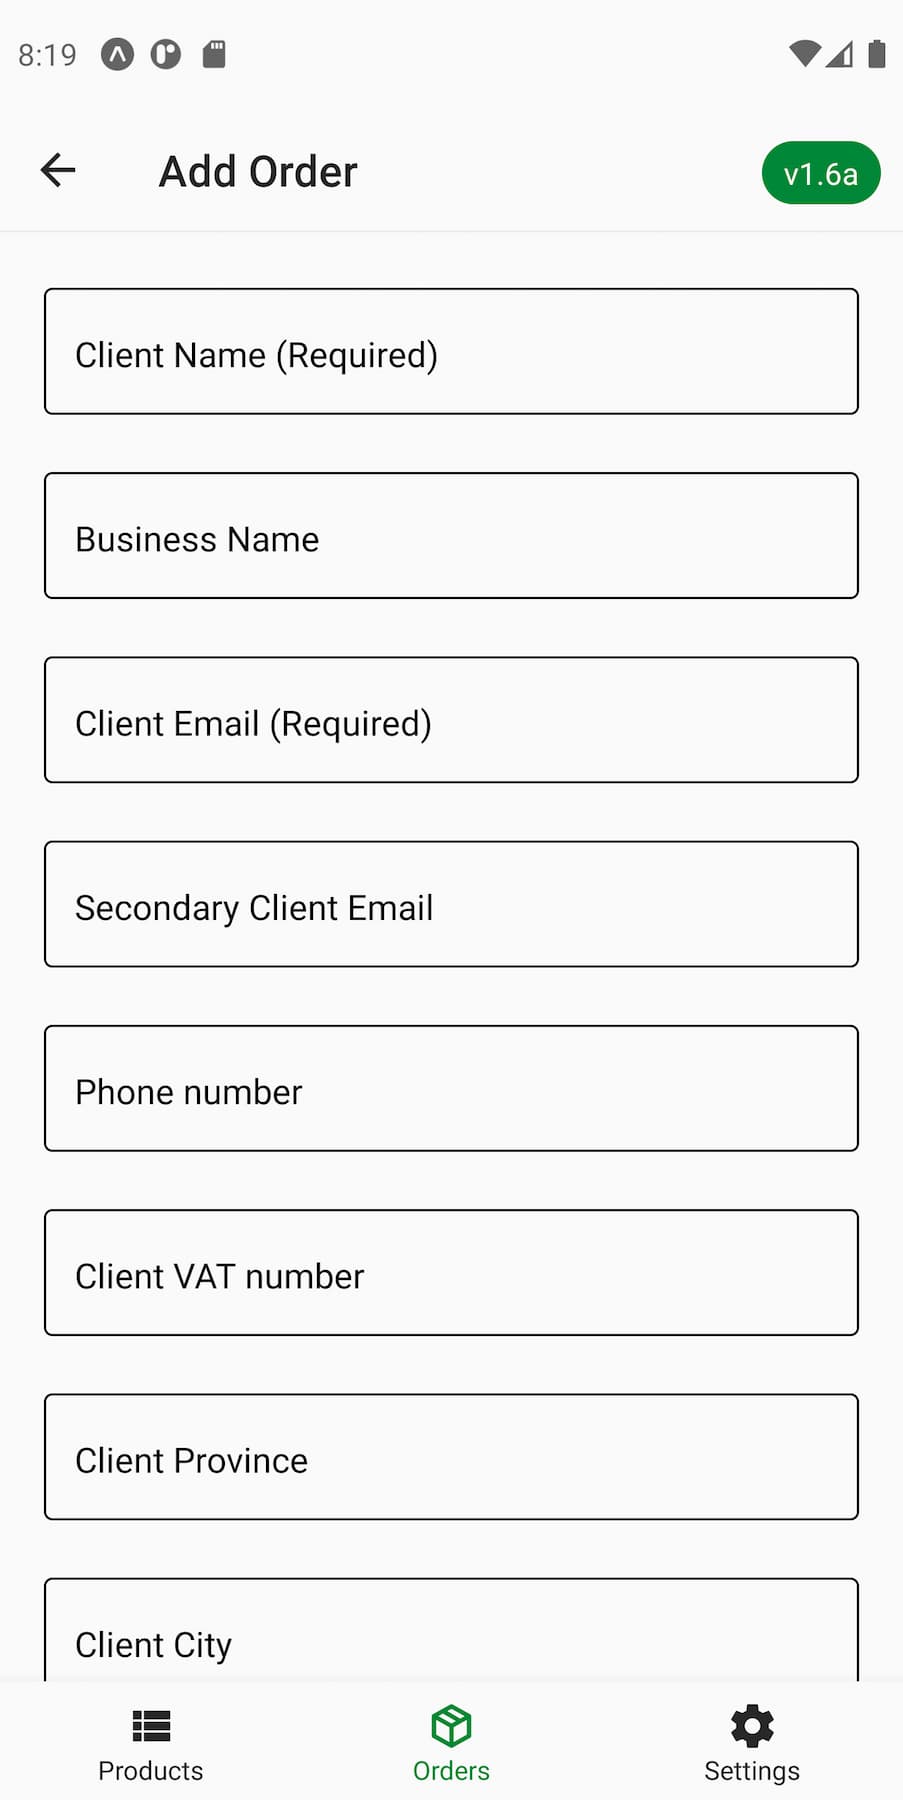 8:19
Add Order
v1.6a
Client Name (Required)
Business Name
Client Email (Required)
Secondary Client Email
Phone number
Client VAT number
Client Province
Client City
Products
Orders
Settings